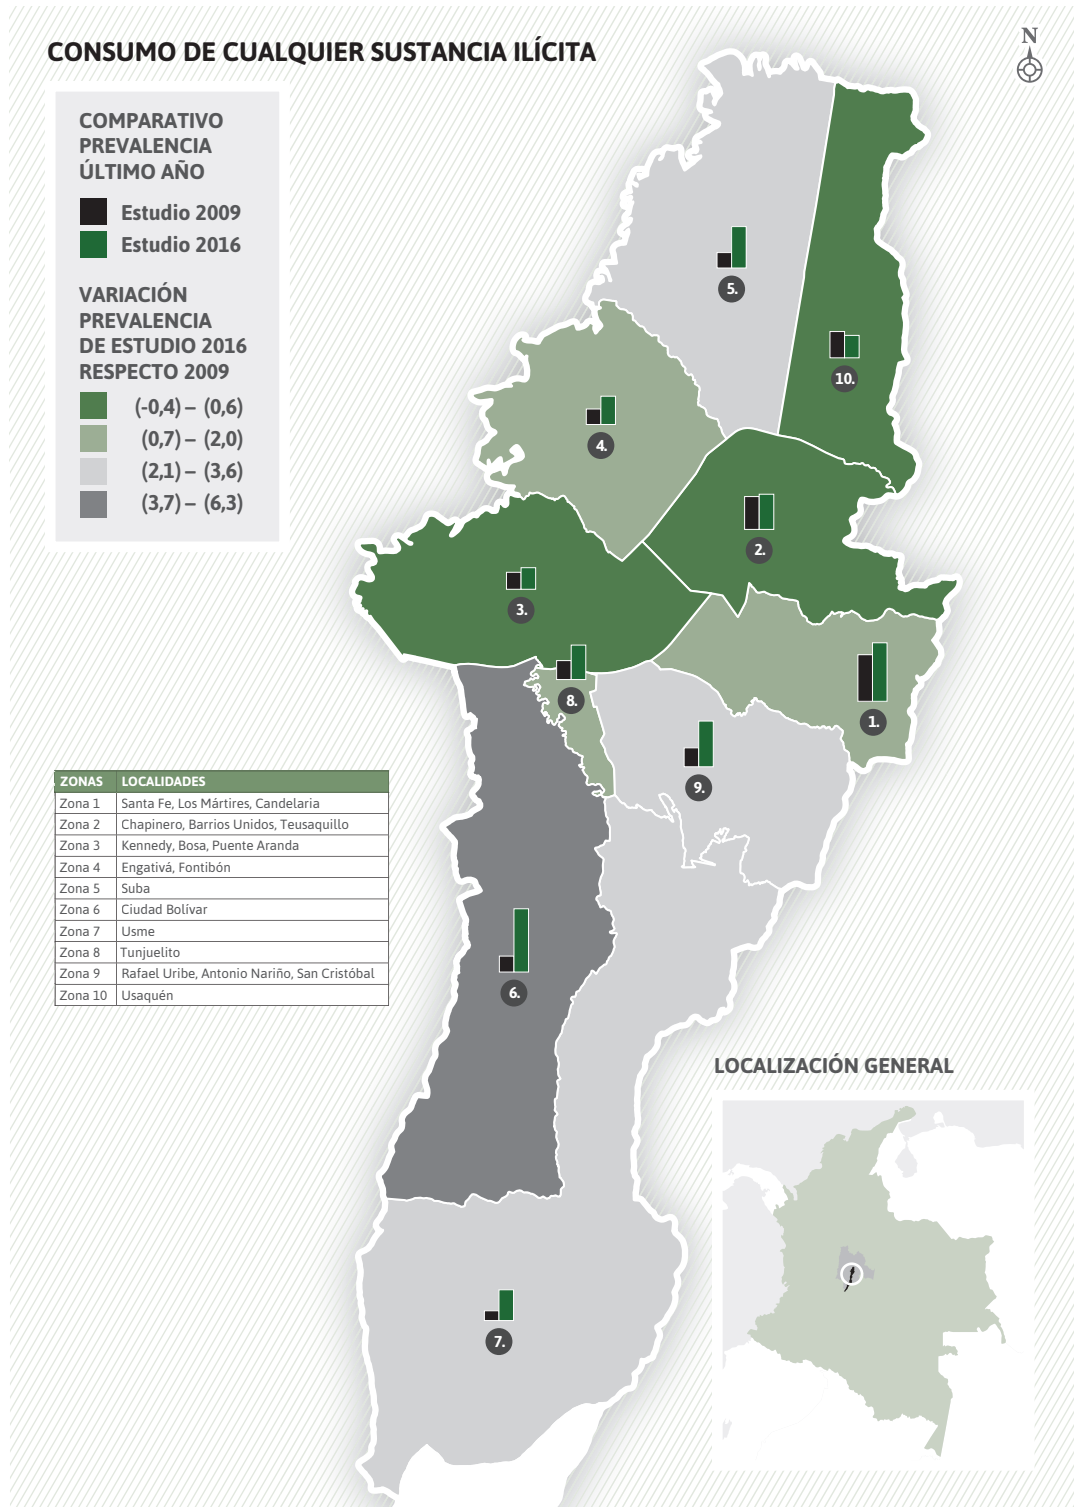 CONSUMO DE CUALQUIER SUSTANCIA ILÍCITA
N
COMPARATIVO
PREVALENCIA
ÚLTIMO AÑO
Estudio 2009
Estudio 2016
VARIACIÓN
PREVALENCIA
DE ESTUDIO 2016
RESPECTO 2009
(-0,4) – (0,6)
(0,7) – (2,0)
(2,1) – (3,6)
(3,7) – (6,3)
5.
10.
4.
2.
3.
8.
1.
9.
6.
7.
ZONAS LOCALIDADES
Zona 1 Santa Fe, Los Mártires, Candelaria
Zona 2 Chapinero, Barrios Unidos, Teusaquillo
Zona 3 Kennedy, Bosa, Puente Aranda
Zona 4 Engativá, Fontibón
Zona 5 Suba
Zona 6 Ciudad Bolívar
Zona 7 Usme
Zona 8 Tunjuelito
Zona 9 Rafael Uribe, Antonio Nariño, San Cristóbal
Zona 10 Usaquén
LOCALIZACIÓN GENERAL